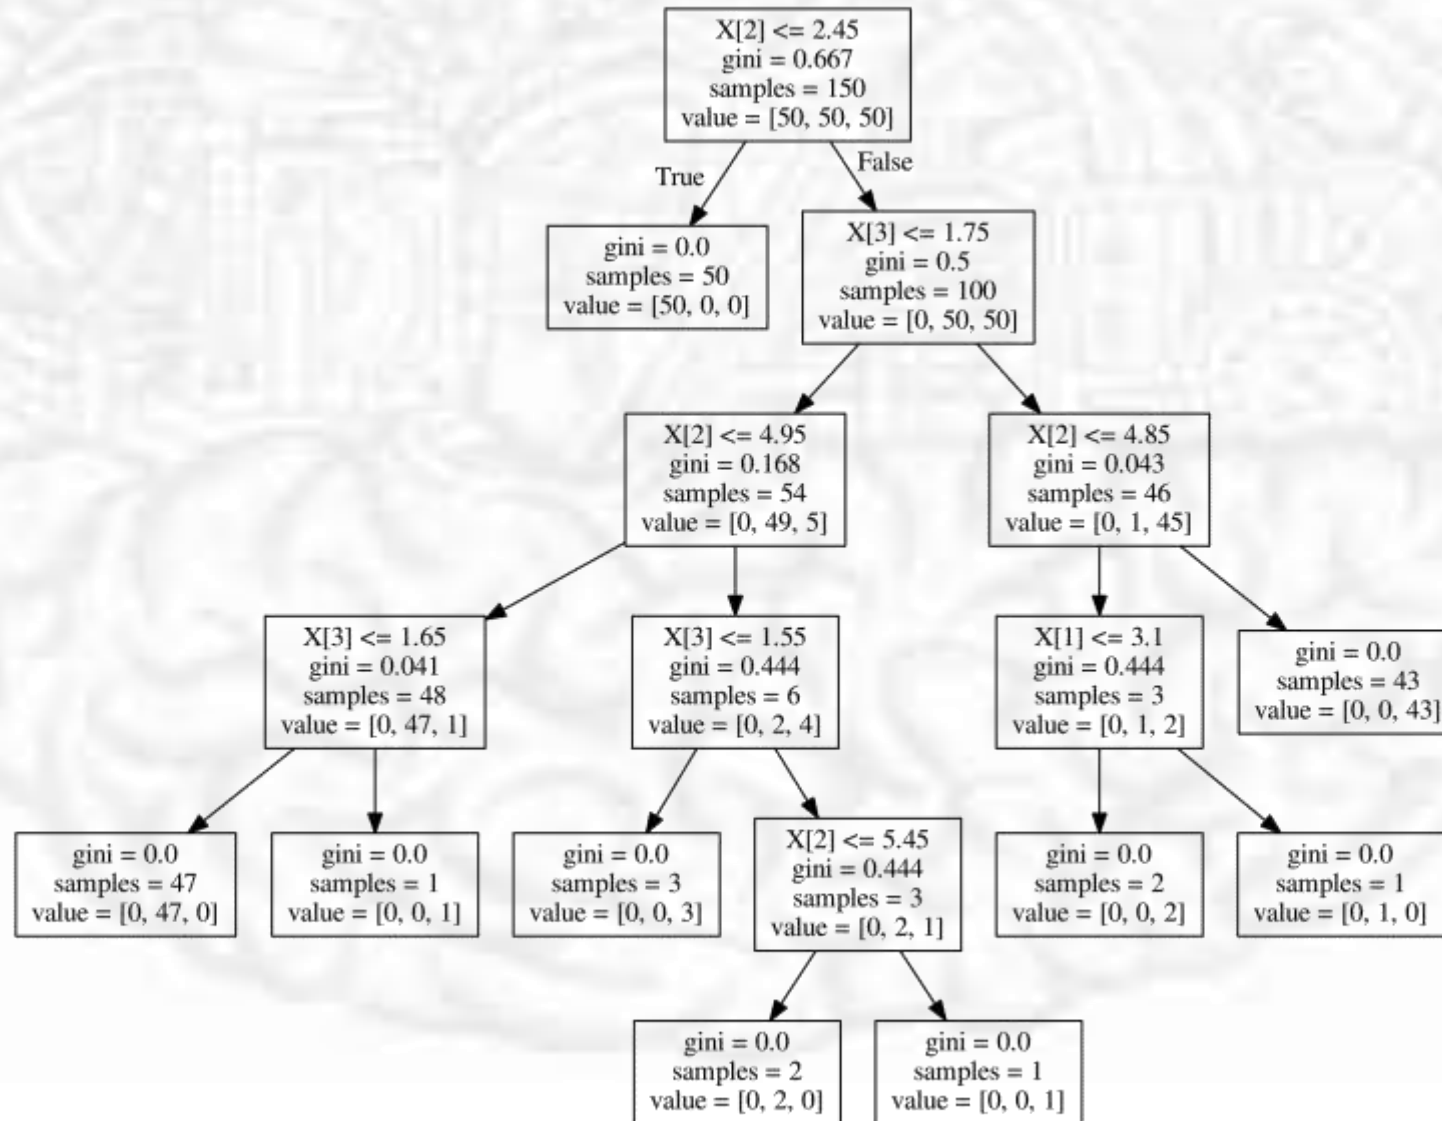 X[2] <= 2.45
gini = 0.667
samples = 150
value = [50, 50, 50]
True
False
gini = 0.0
samples = 50
value = [50, 0, 0]
X[3] <= 1.75
gini = 0.5
samples = 100
value = [0, 50, 50]
X[2] <= 4.95
gini = 0.168
samples = 54
value = [0, 49, 5]
X[2] <= 4.85
gini = 0.043
samples = 46
value = [0, 1, 45]
X[3] <= 1.65
gini = 0.041
samples = 48
value = [0, 47, 1]
X[3] <= 1.55
gini = 0.444
samples = 6
value = [0, 2, 4]
X[1] <= 3.1
gini = 0.444
samples = 3
value = [0, 1, 2]
gini = 0.0
samples = 43
value = [0, 0, 43]
gini = 0.0
samples = 47
value = [0, 47, 0]
gini = 0.0
samples = 1
value = [0, 0, 1]
gini = 0.0
samples = 3
value = [0, 0, 3]
X[2] <= 5.45
gini = 0.444
samples = 3
value = [0, 2, 1]
gini = 0.0
samples = 2
value = [0, 0, 2]
gini = 0.0
samples = 1
value = [0, 1, 0]
gini = 0.0
samples = 2
value = [0, 2, 0]
gini = 0.0
samples = 1
value = [0, 0, 1]